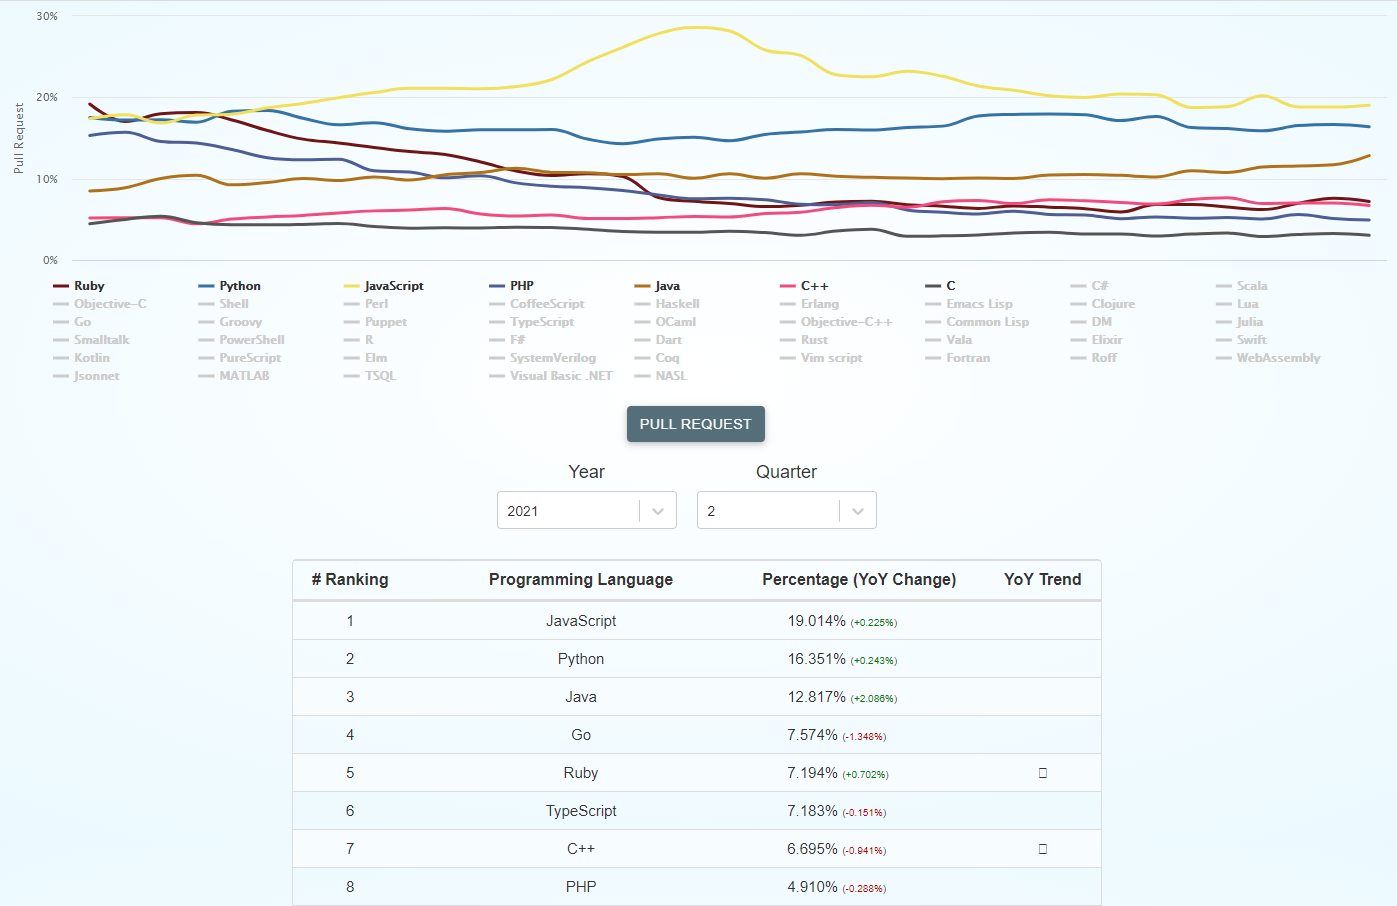 30%
20%
10%
0%
Pull Request
Ruby Python JavaScript PHP Java C++ C C# Scala
Objective-C Shell Perl CoffeeScript Haskell Erlang Emacs Lisp Clojure Lua
Go Groovy Puppet TypeScript OCaml Objective-C++ Common Lisp DM Julia
Smalltalk PowerShell R F# Dart Rust Vala Elixir Swift
Kotlin PureScript Elm SystemVerilog Coq Vim script Fortran Roff WebAssembly
Jsonnet MATLAB TSQL Visual Basic .NET NASL
PULL REQUEST
Year Quarter
2021 2
# Ranking Programming Language Percentage (YoY Change) YoY Trend
1 JavaScript 19.014% (+0.225%)
2 Python 16.351% (+0.243%)
3 Java 12.817% (+2.086%)
4 Go 7.574% (-1.348%)
5 Ruby 7.194% (+0.702%)
6 TypeScript 7.183% (-0.151%)
7 C++ 6.695% (-0.941%)
8 PHP 4.910% (-0.288%)